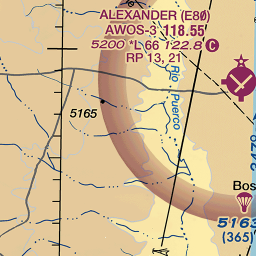 ALEXANDER (E80)
AWOS-3 118.55
5200 *L 66 122.8 C
RP 13, 21
Rio Puerco
5165
Bos
5163
(365)